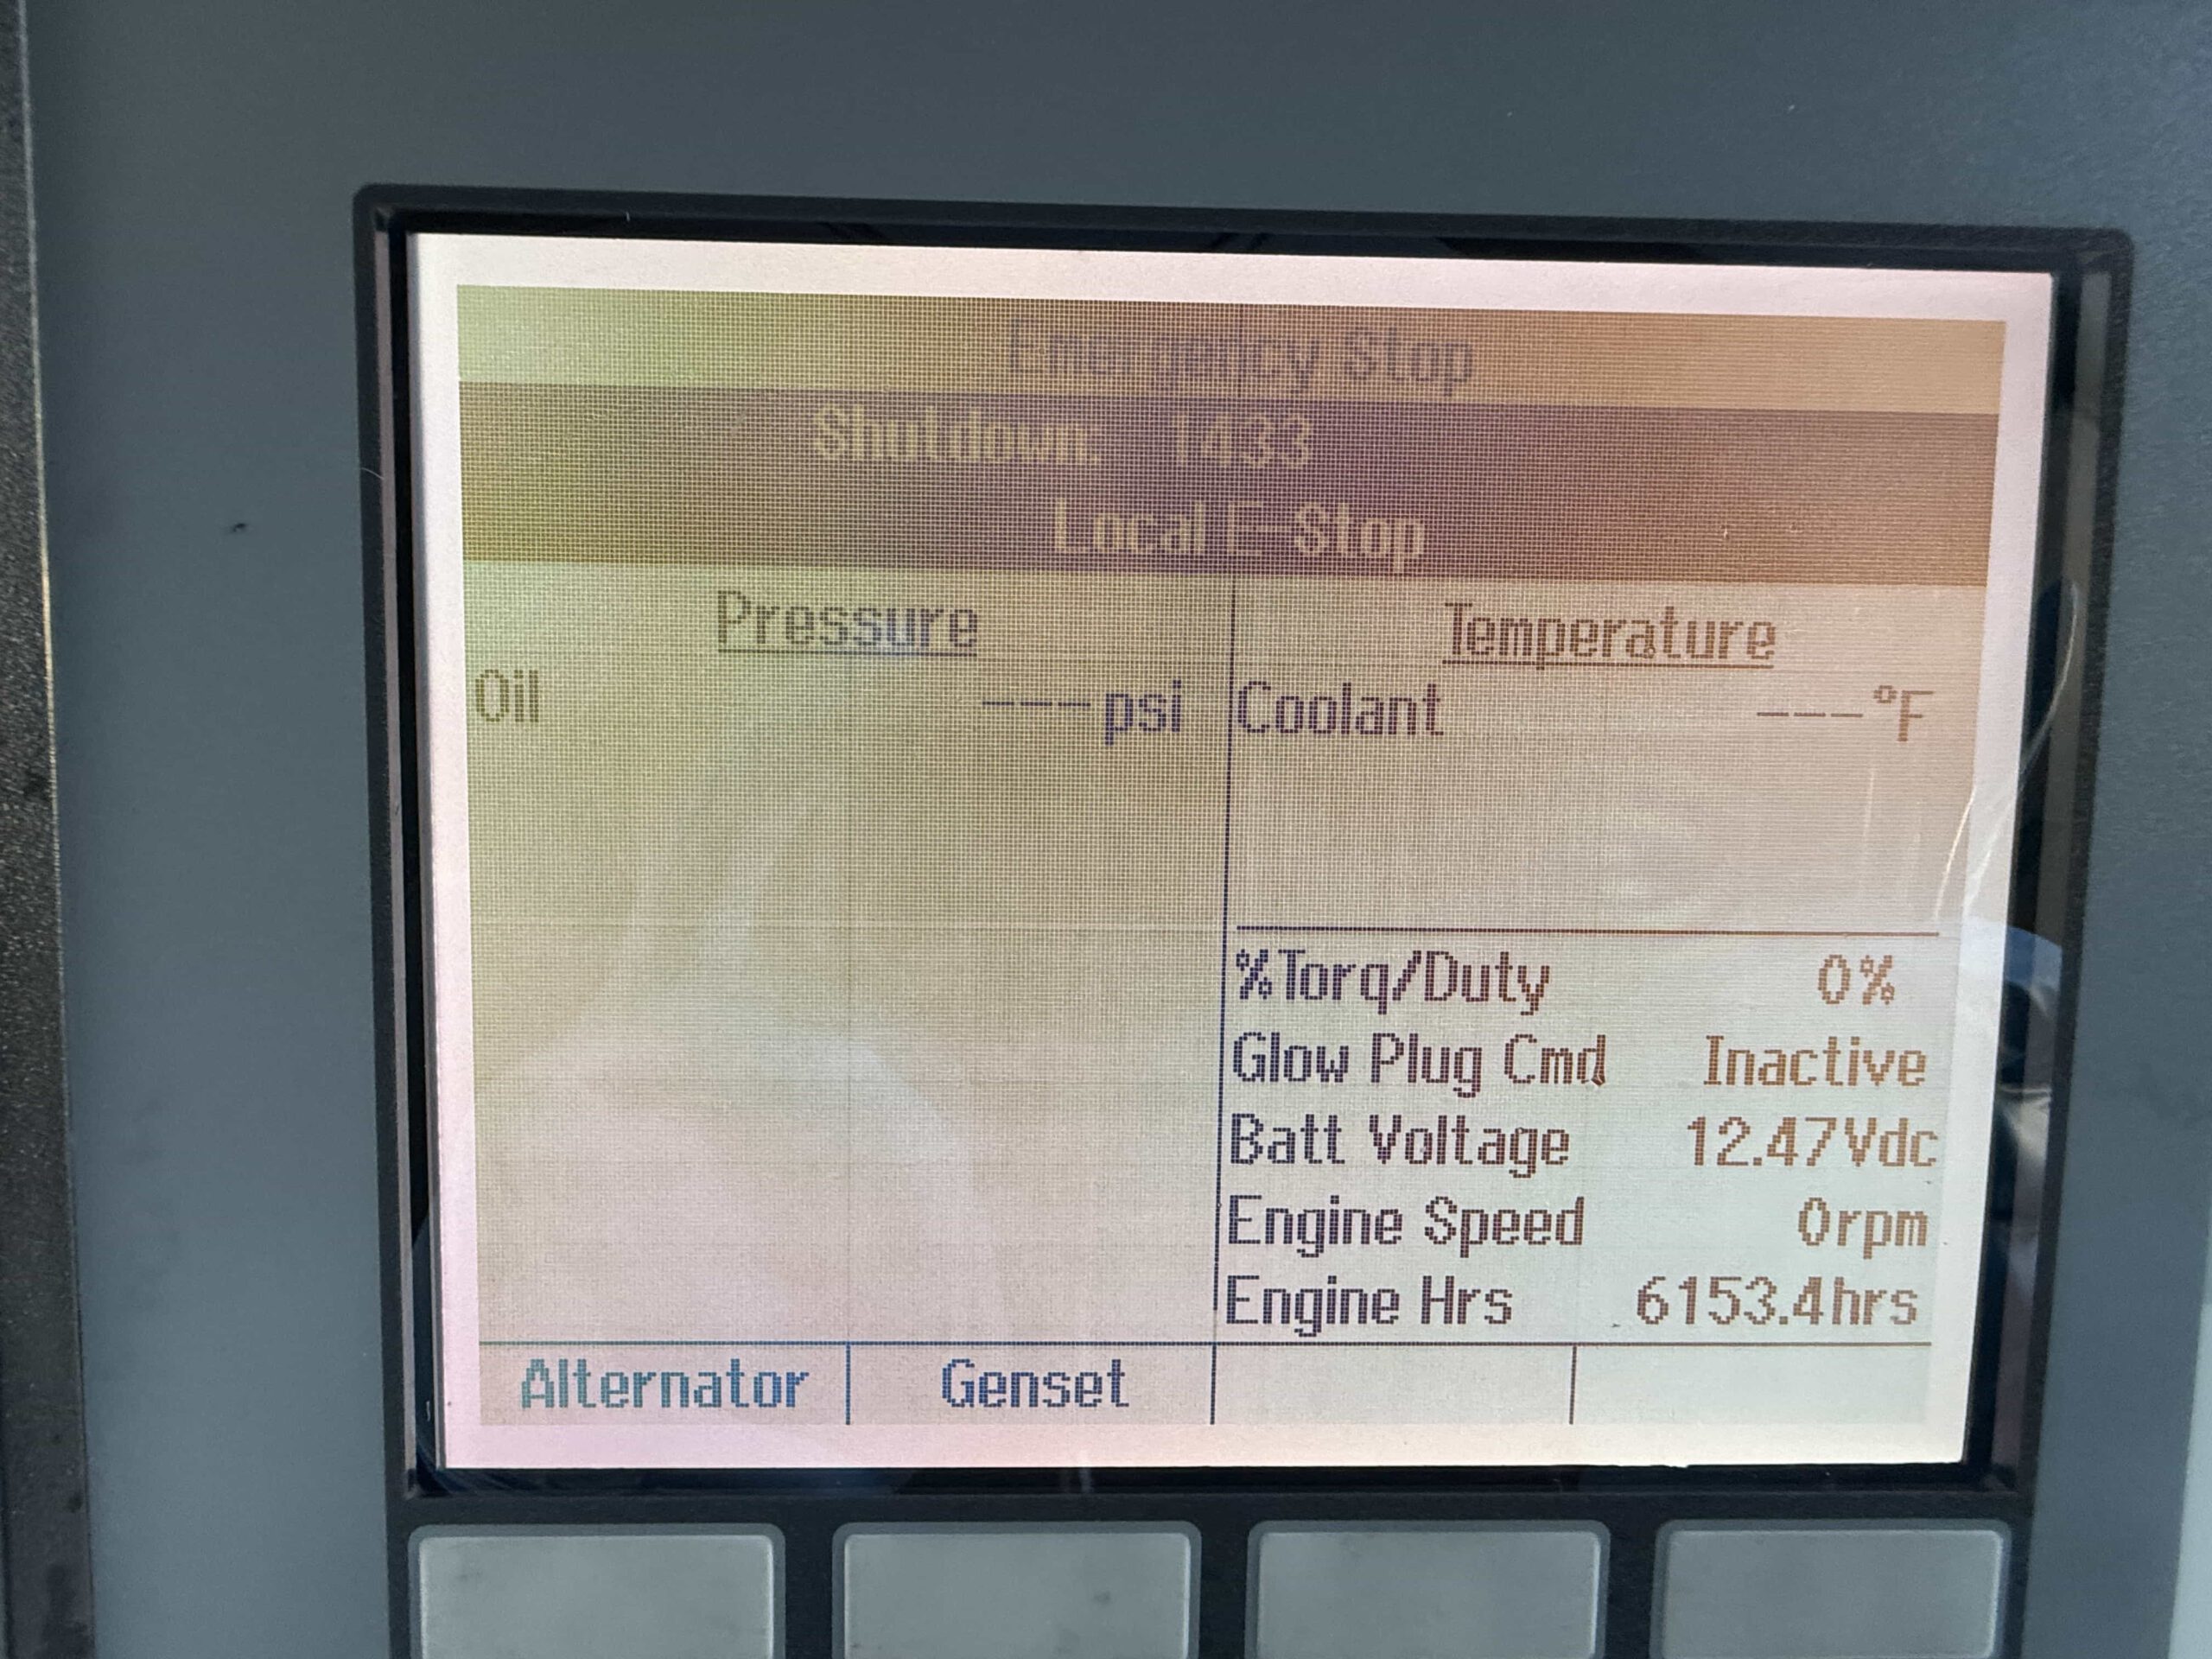 Emergency Stop
Shutdown: 1433
Local E-Stop
Pressure
Oil ---psi
Temperature
Coolant ---°F
%Torq/Duty 0%
Glow Plug Cmd Inactive
Batt Voltage 12.47Vdc
Engine Speed 0rpm
Engine Hrs 6153.4hrs
Alternator Genset